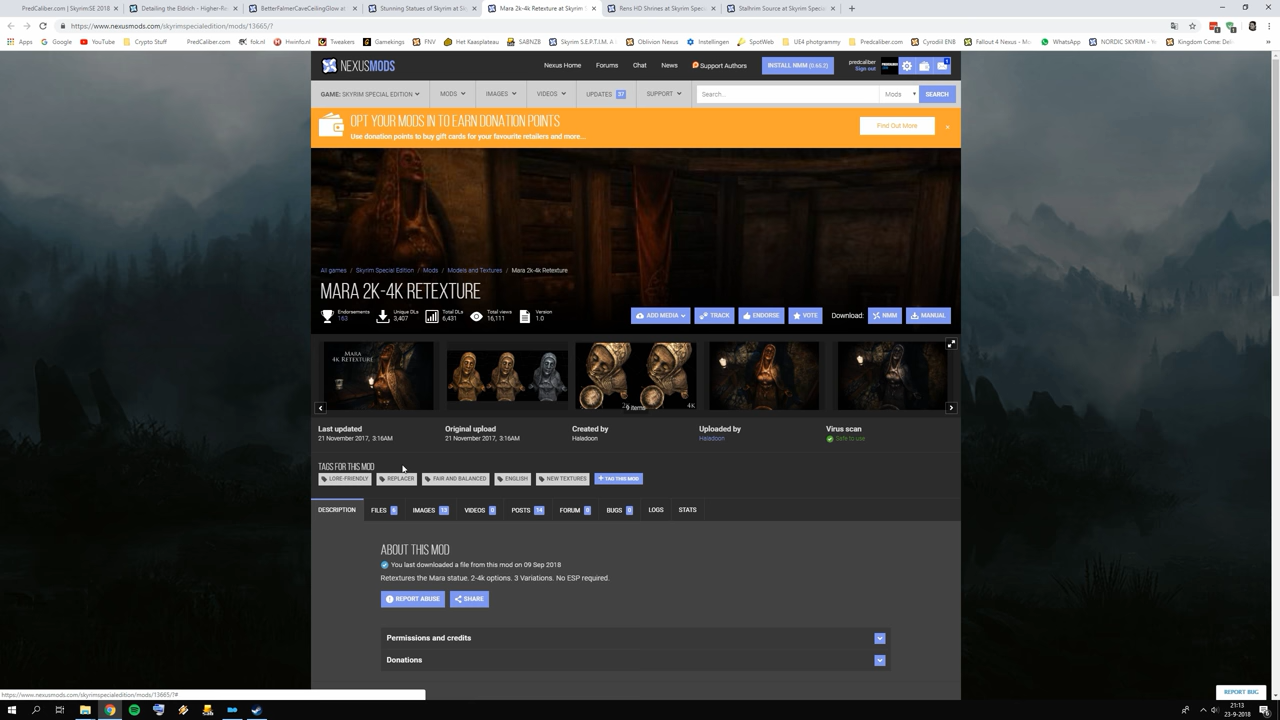 PredCaliber.com | SkyrimSE 2018
Detailing the Eldrich - Higher-Re
BetterFalmerCaveCeilingGlow at
Stunning Statues of Skyrim at Sk
Mara 2k-4k Retexture at Skyrim S
Rens HD Shrines at Skyrim Spec
Stalhrim Source at Skyrim Specia
https://www.nexusmods.com/skyrimspecialedition/mods/13665/?
Apps Google YouTube Crypto Stuff PredCaliber.com fok.nl Hwinfo.nl Tweakers Gamekings FNV Het Kaasplateau SABNZB Skyrim S.E.P.T.I.M. Oblivion Nexus Instellingen SpotWeb UE4 photgrammy Predcaliber.com Cyrodiil ENB Fallout 4 Nexus - Mo WhatsApp NORDIC SKYRIM - Kingdom Come: Del
NEXUSMODS
Nexus Home Forums Chat News Support Authors INSTALL NMM (0.65.2) predcaliber
Sign out
GAME: SKYRIM SPECIAL EDITION MODS IMAGES VIDEOS UPDATES 37 SUPPORT Search... Mods SEARCH
OPT YOUR MODS IN TO EARN DONATION POINTS
Use donation points to buy gift cards for your favourite retailers and more...
Find Out More
All games / Skyrim Special Edition / Mods / Models and Textures / Mara 2k-4k Retexture
MARA 2K-4K RETEXTURE
Endorsements Unique DLs Total DLs Total views Version
163 3,407 6,431 16,111 1.0
ADD MEDIA TRACK ENDORSE VOTE Download: NMM MANUAL
MARA
4K RETEXTURE
9 items
4K
Last updated Original upload Created by Uploaded by Virus scan
21 November 2017, 3:16AM 21 November 2017, 3:16AM Haladoon Haladoon Safe to use
TAGS FOR THIS MOD
LORE-FRIENDLY REPLACER FAIR AND BALANCED ENGLISH NEW TEXTURES + TAG THIS MOD
DESCRIPTION FILES 6 IMAGES 13 VIDEOS 0 POSTS 14 FORUM 0 BUGS 0 LOGS STATS
ABOUT THIS MOD
You last downloaded a file from this mod on 09 Sep 2018
Retextures the Mara statue. 2-4k options. 3 Variations. No ESP required.
REPORT ABUSE SHARE
Permissions and credits
Donations
https://www.nexusmods.com/skyrimspecialedition/mods/13665/?#
REPORT BUG
21:13
23-9-2018